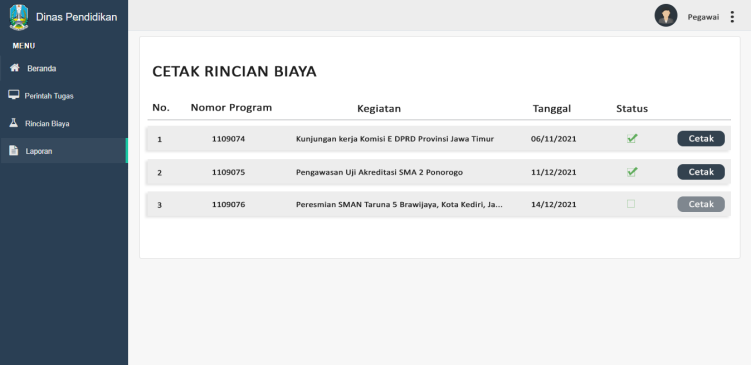 Dinas Pendidikan
Pegawai
MENU
Beranda
Perintah Tugas
Rincian Biaya
Laporan
CETAK RINCIAN BIAYA
No. Nomor Program Kegiatan Tanggal Status
1 1109074 Kunjungan kerja Komisi E DPRD Provinsi Jawa Timur 06/11/2021 Cetak
2 1109075 Pengawasan Uji Akreditasi SMA 2 Ponorogo 11/12/2021 Cetak
3 1109076 Peresmian SMAN Taruna 5 Brawijaya, Kota Kediri, Ja... 14/12/2021 Cetak